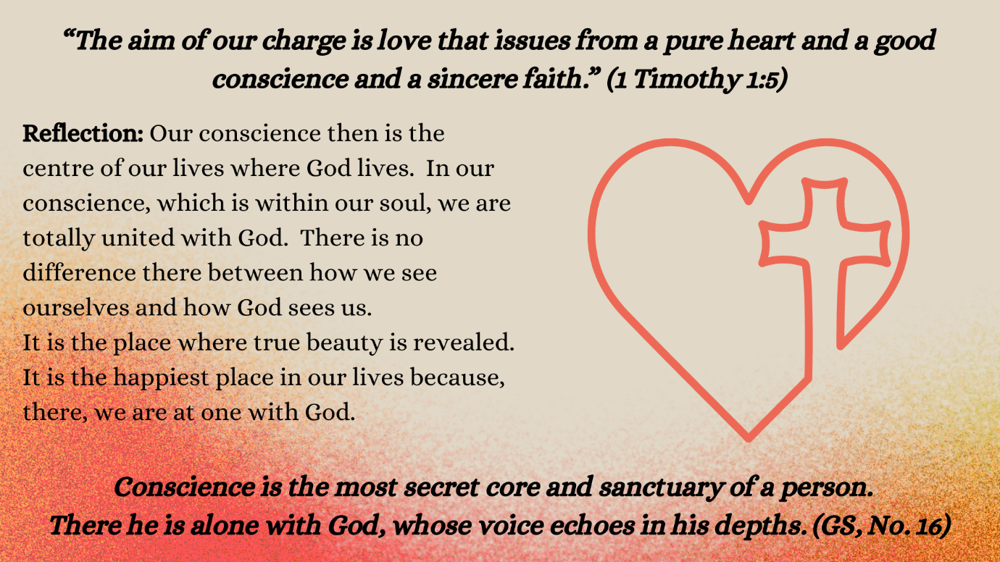 “The aim of our charge is love that issues from a pure heart and a good
conscience and a sincere faith.” (1 Timothy 1:5)
Reflection: Our conscience then is the
centre of our lives where God lives.  In our
conscience, which is within our soul, we are
totally united with God.  There is no
difference there between how we see
ourselves and how God sees us.
It is the place where true beauty is revealed.
It is the happiest place in our lives because,
there, we are at one with God.
Conscience is the most secret core and sanctuary of a person.
There he is alone with God, whose voice echoes in his depths. (GS, No. 16)